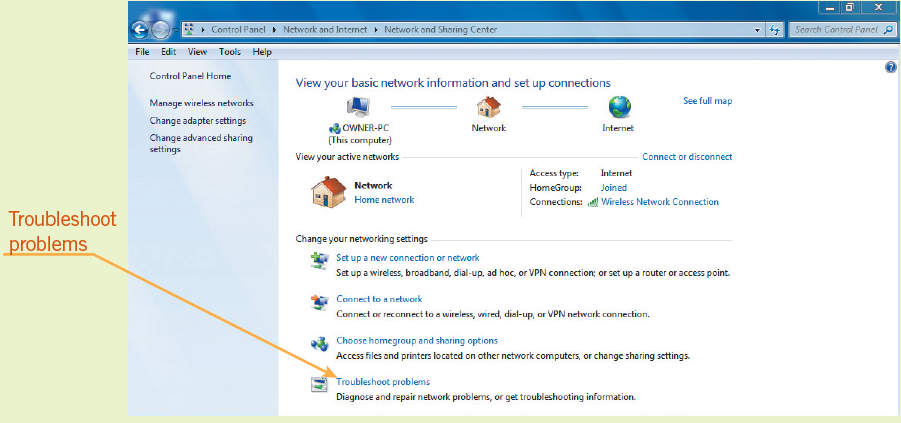 Control Panel ▸ Network and Internet ▸ Network and Sharing Center
Search Control Panel
File Edit View Tools Help
Control Panel Home
Manage wireless networks
Change adapter settings
Change advanced sharing
settings
View your basic network information and set up connections
See full map
OWNER-PC
(This computer)
Network
Internet
View your active networks
Connect or disconnect
Network
Home network
Access type: Internet
HomeGroup: Joined
Connections: Wireless Network Connection
Change your networking settings
Set up a new connection or network
Set up a wireless, broadband, dial-up, ad hoc, or VPN connection; or set up a router or access point.
Connect to a network
Connect or reconnect to a wireless, wired, dial-up, or VPN network connection.
Choose homegroup and sharing options
Access files and printers located on other network computers, or change sharing settings.
Troubleshoot problems
Diagnose and repair network problems, or get troubleshooting information.
Troubleshoot
problems